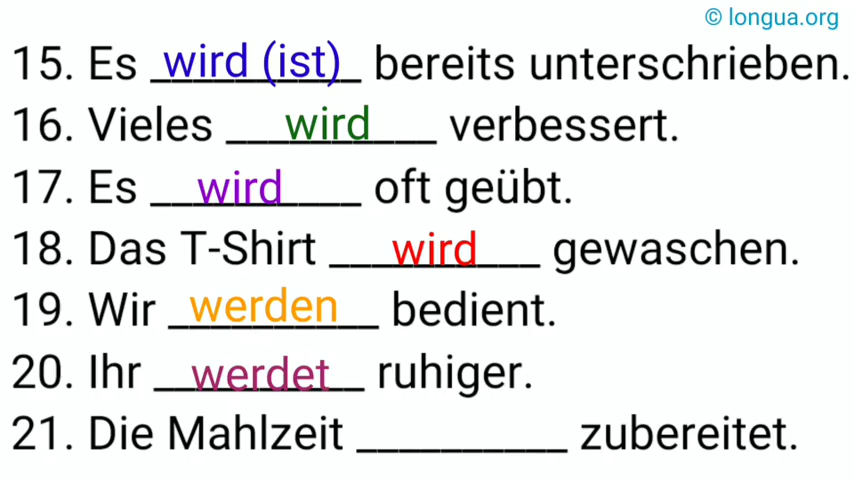 © longua.org
15. Es wird (ist) bereits unterschrieben.
16. Vieles wird verbessert.
17. Es wird oft geübt.
18. Das T-Shirt wird gewaschen.
19. Wir werden bedient.
20. Ihr werdet ruhiger.
21. Die Mahlzeit __________ zubereitet.